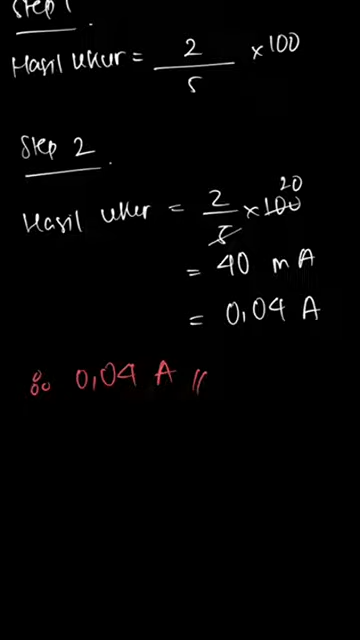 Step 1
Hasil Ukur = 2/5 × 100
Step 2.
Hasil Uker = 2/5 × 100 20
= 40 mA
= 0,04 A
∴ 0,04 A //